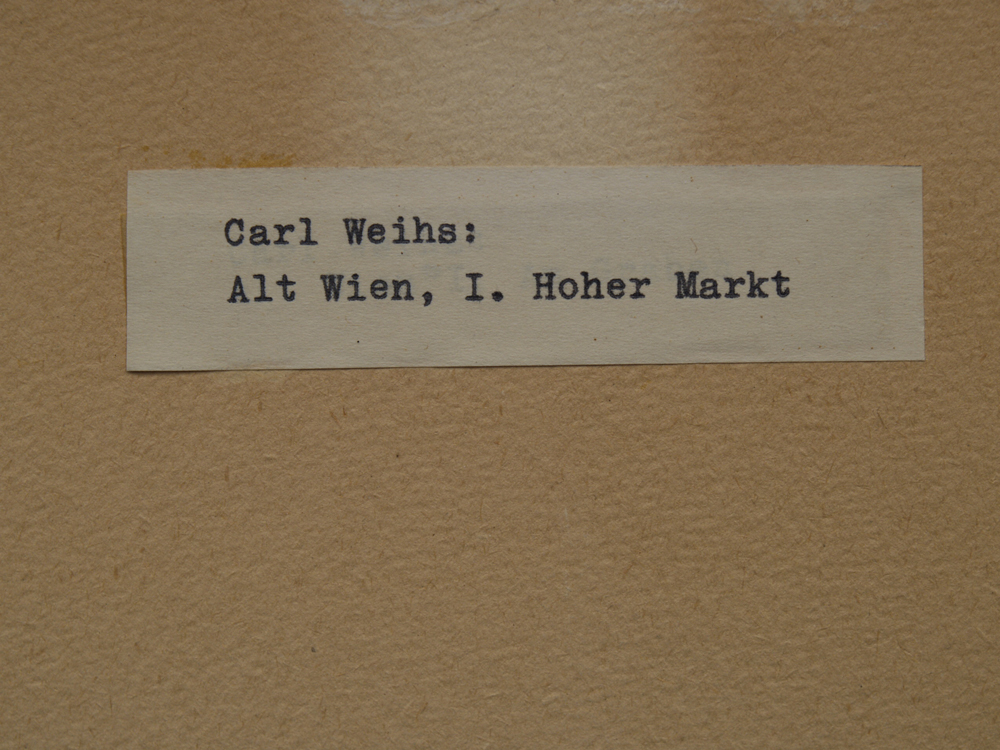 Carl Weihs:
Alt Wien, I. Hoher Markt